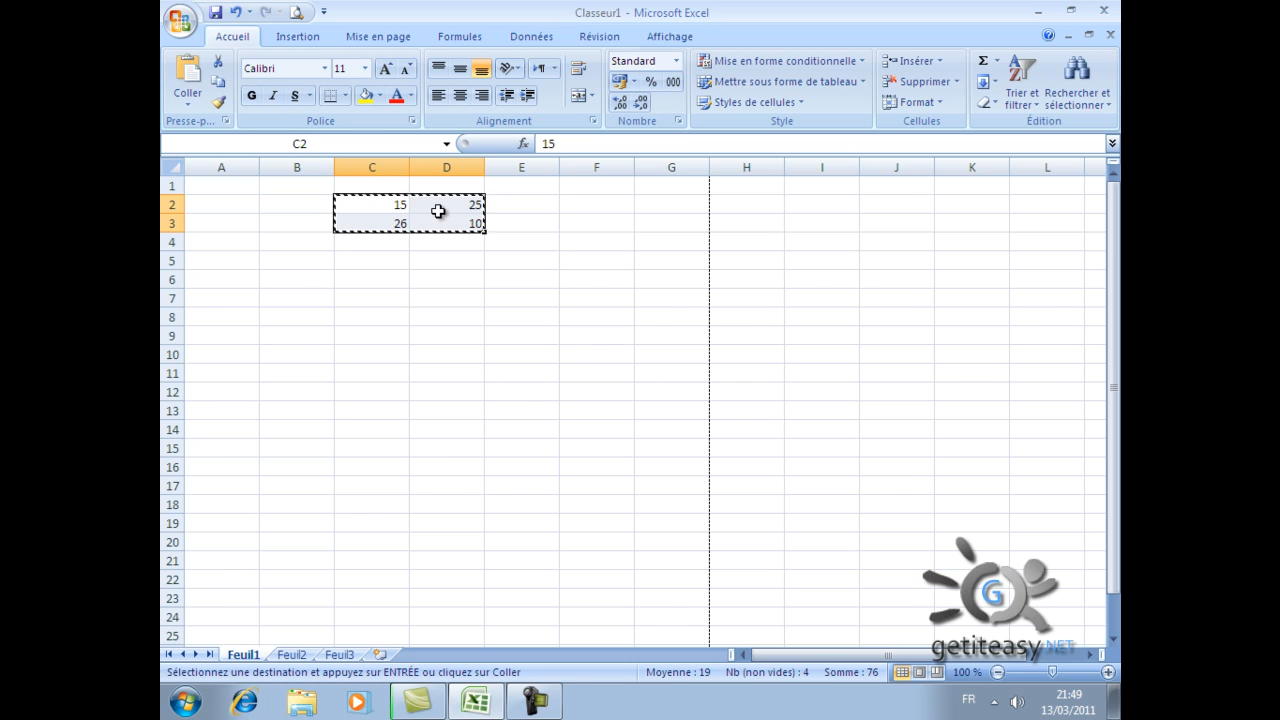 Classeur1 - Microsoft Excel
Accueil Insertion Mise en page Formules Données Révision Affichage
Coller
Presse-p...
Calibri 11
G I S
Police
Alignement
Standard
% 000
Nombre
Mise en forme conditionnelle
Mettre sous forme de tableau
Styles de cellules
Style
Insérer
Supprimer
Format
Cellules
Trier et filtrer
Rechercher et sélectionner
Édition
C2 fx 15
A B C D E F G H I J K L
1
2 15 25
3 26 10
4
5
6
7
8
9
10
11
12
13
14
15
16
17
18
19
20
21
22
23
24
25
G
getiteasy.NET
Feuil1 Feuil2 Feuil3
Sélectionnez une destination et appuyez sur ENTRÉE ou cliquez sur Coller Moyenne : 19 Nb (non vides) : 4 Somme : 76 100 %
FR 21:49
13/03/2011